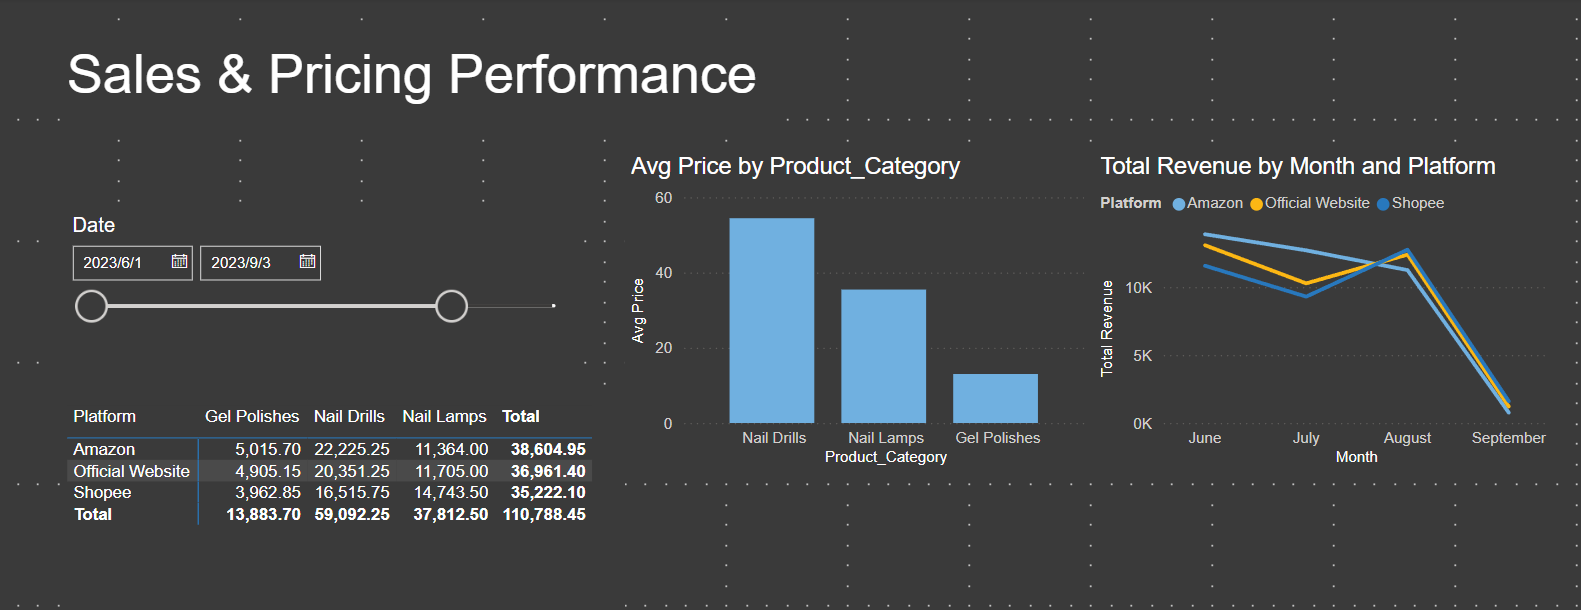 Sales & Pricing Performance
Date
2023/6/1 2023/9/3
Platform Gel Polishes Nail Drills Nail Lamps Total
Amazon 5,015.70 22,225.25 11,364.00 38,604.95
Official Website 4,905.15 20,351.25 11,705.00 36,961.40
Shopee 3,962.85 16,515.75 14,743.50 35,222.10
Total 13,883.70 59,092.25 37,812.50 110,788.45
Avg Price by Product_Category
Avg Price
60
40
20
0
Nail Drills Nail Lamps Gel Polishes
Product_Category
Total Revenue by Month and Platform
Platform Amazon Official Website Shopee
Total Revenue
10K
5K
0K
June July August September
Month